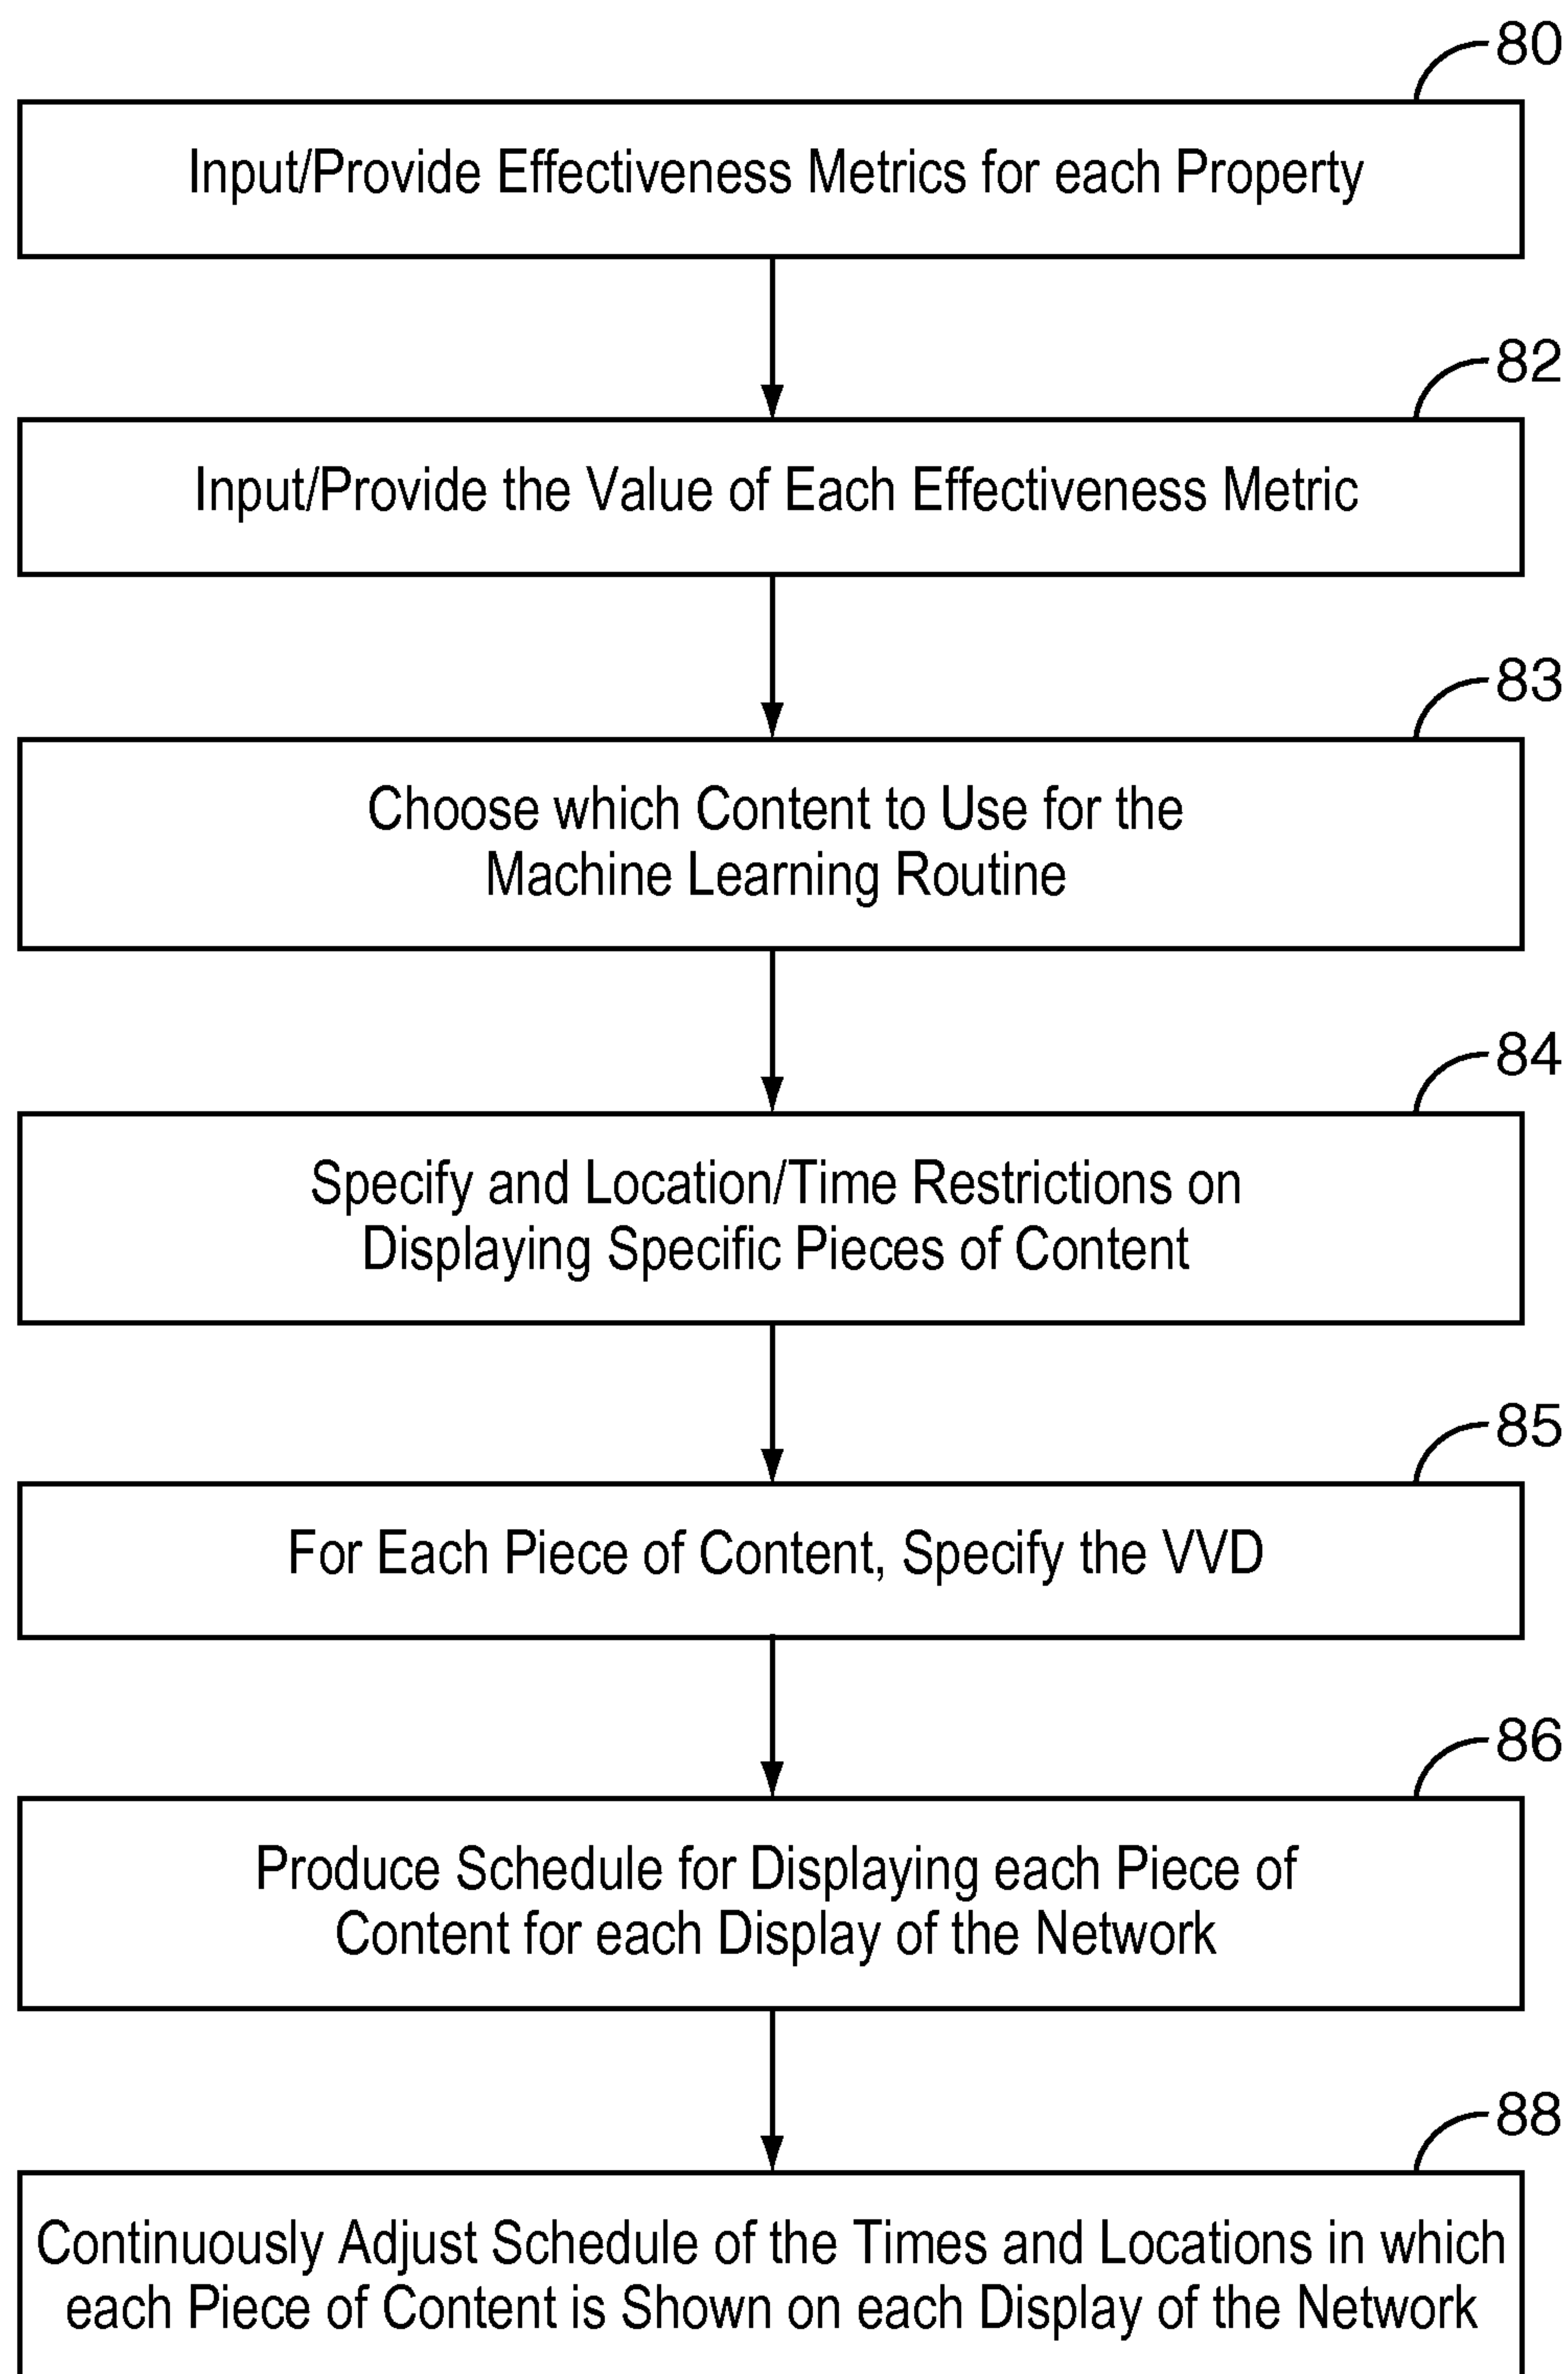 80
Input/Provide Effectiveness Metrics for each Property
82
Input/Provide the Value of Each Effectiveness Metric
83
Choose which Content to Use for the
Machine Learning Routine
84
Specify and Location/Time Restrictions on
Displaying Specific Pieces of Content
85
For Each Piece of Content, Specify the VVD
86
Produce Schedule for Displaying each Piece of
Content for each Display of the Network
88
Continuously Adjust Schedule of the Times and Locations in which
each Piece of Content is Shown on each Display of the Network